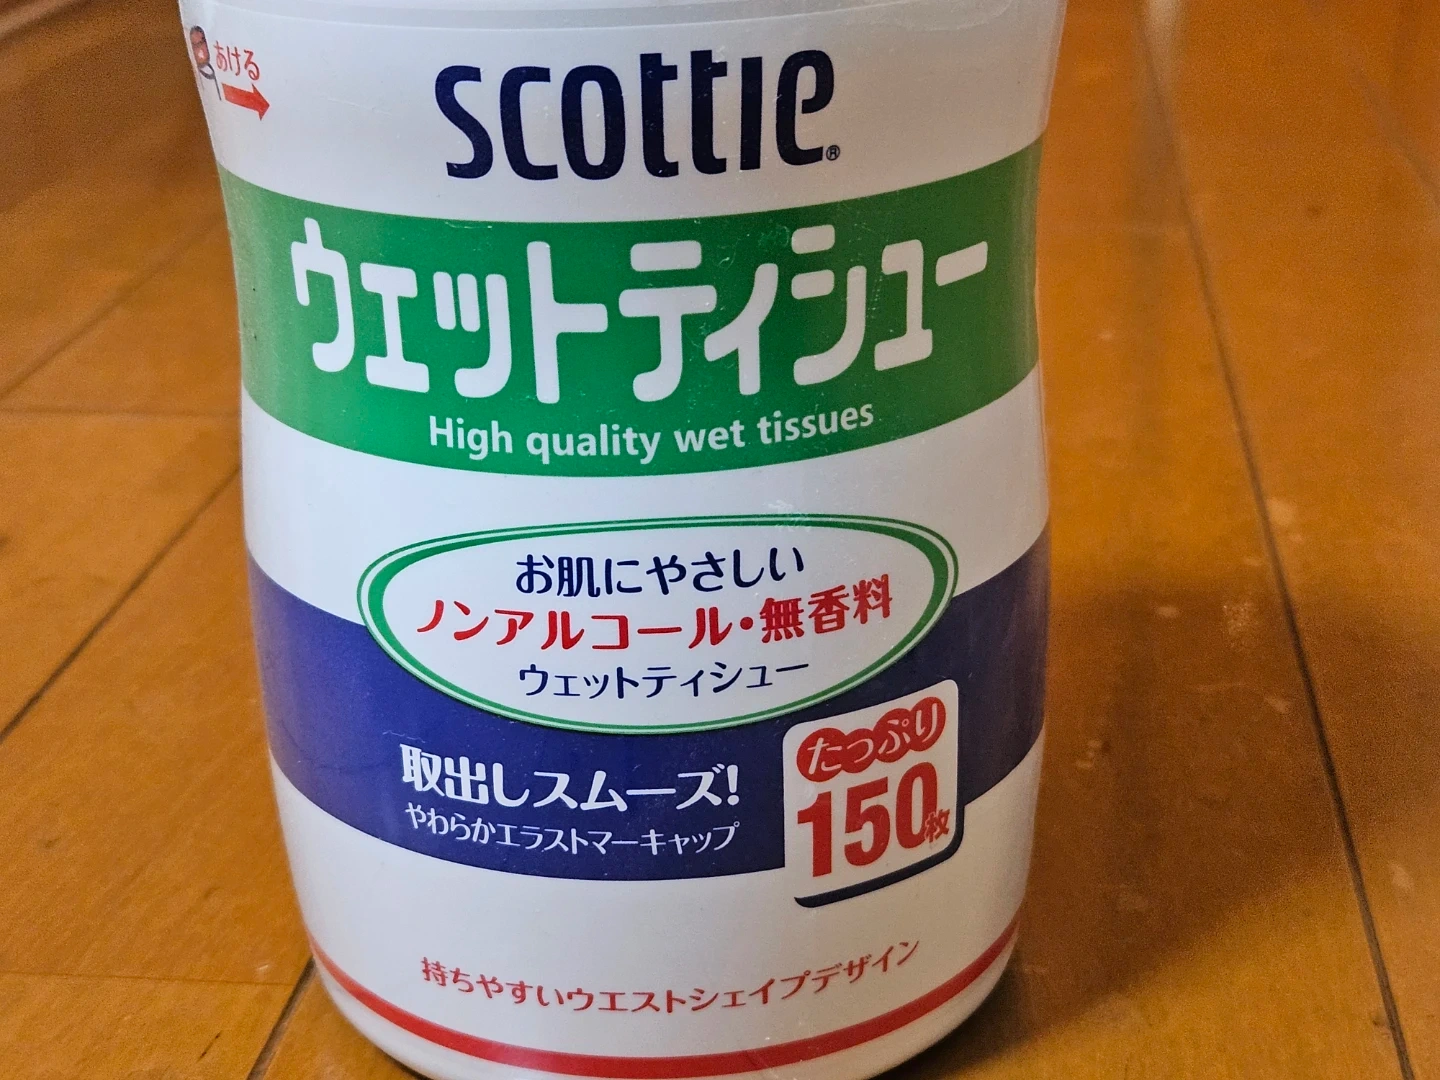 あける
scottie®
ウェットティシュー
High quality wet tissues
お肌にやさしい
ノンアルコール・無香料
ウェットティシュー
取出しスムーズ!
やわらかエラストマーキャップ
たっぷり
150枚
持ちやすいウエストシェイプデザイン